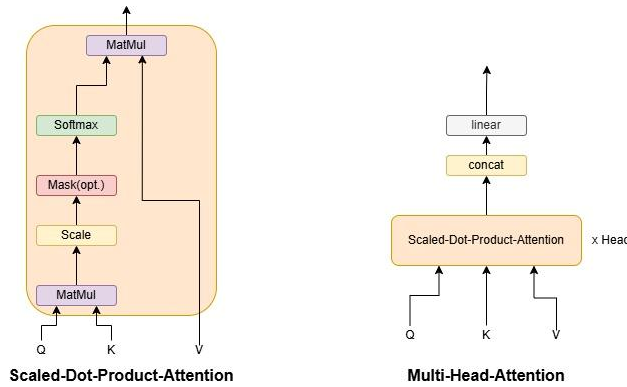 MatMul
Softmax
Mask(opt.)
Scale
MatMul
Q K V
Scaled-Dot-Product-Attention
linear
concat
Scaled-Dot-Product-Attention
x Head
Q K V
Multi-Head-Attention